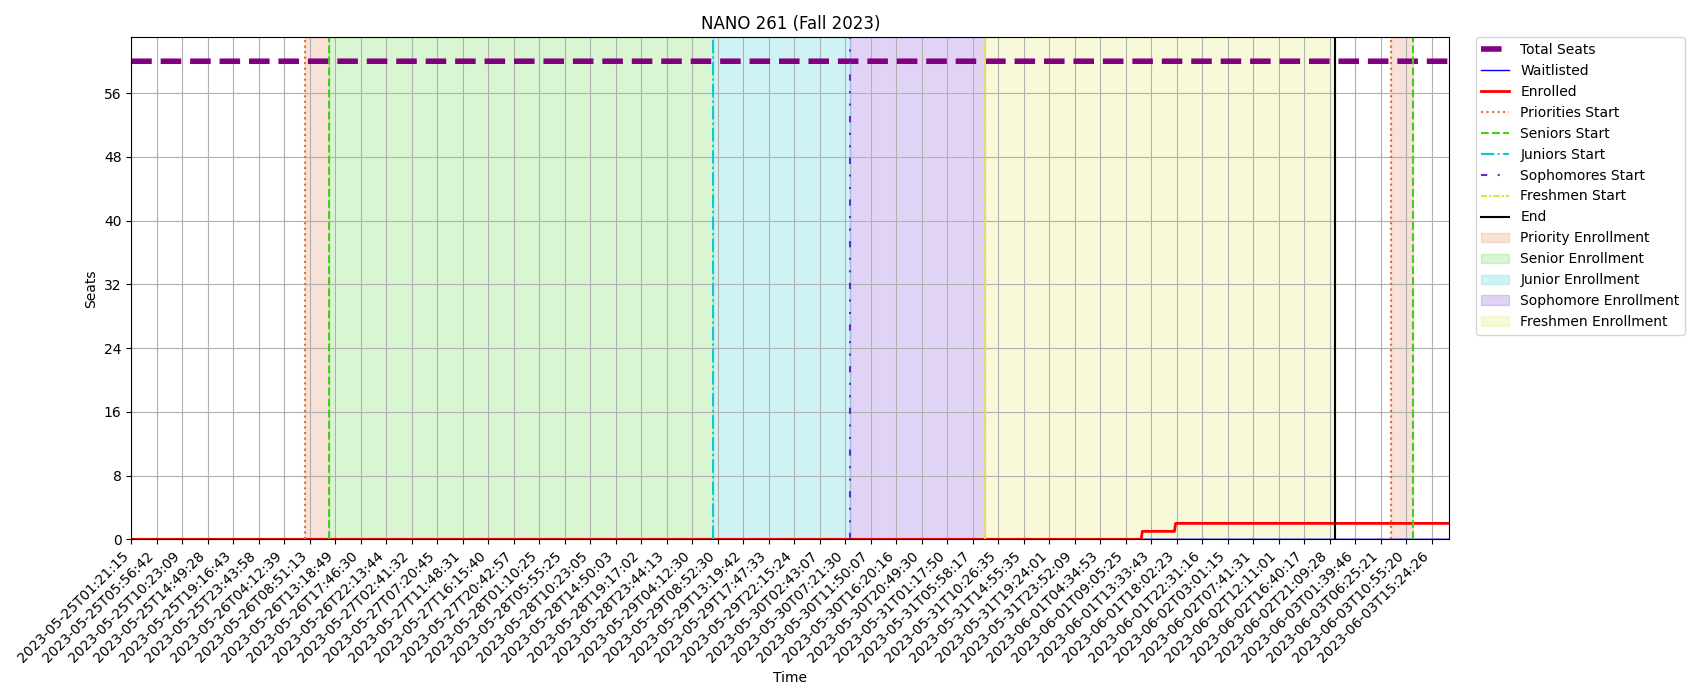 NANO 261 (Fall 2023)
Total Seats
Waitlisted
Enrolled
Priorities Start
Seniors Start
Juniors Start
Sophomores Start
Freshmen Start
End
Priority Enrollment
Senior Enrollment
Junior Enrollment
Sophomore Enrollment
Freshmen Enrollment
Seats
56
48
40
32
24
16
8
0
2023-05-25T01:21:15
2023-05-25T05:56:42
2023-05-25T10:23:09
2023-05-25T14:49:28
2023-05-25T19:16:43
2023-05-25T23:43:58
2023-05-26T04:12:39
2023-05-26T08:51:13
2023-05-26T13:18:49
2023-05-26T17:46:30
2023-05-26T22:13:44
2023-05-27T02:41:32
2023-05-27T07:20:45
2023-05-27T11:48:31
2023-05-27T16:15:40
2023-05-27T20:42:57
2023-05-28T01:10:25
2023-05-28T05:55:25
2023-05-28T10:23:05
2023-05-28T14:50:03
2023-05-28T19:17:02
2023-05-28T23:44:13
2023-05-29T04:12:30
2023-05-29T08:52:30
2023-05-29T13:19:42
2023-05-29T17:47:33
2023-05-29T22:15:24
2023-05-30T02:43:07
2023-05-30T07:21:30
2023-05-30T11:50:07
2023-05-30T16:20:16
2023-05-30T20:49:30
2023-05-31T01:17:50
2023-05-31T05:58:17
2023-05-31T10:26:35
2023-05-31T14:55:35
2023-05-31T19:24:01
2023-05-31T23:52:09
2023-06-01T04:34:53
2023-06-01T09:05:25
2023-06-01T13:33:43
2023-06-01T18:02:23
2023-06-01T22:31:16
2023-06-02T03:01:15
2023-06-02T07:41:31
2023-06-02T12:11:01
2023-06-02T16:40:17
2023-06-02T21:09:28
2023-06-03T01:39:46
2023-06-03T06:25:21
2023-06-03T10:55:20
2023-06-03T15:24:26
Time